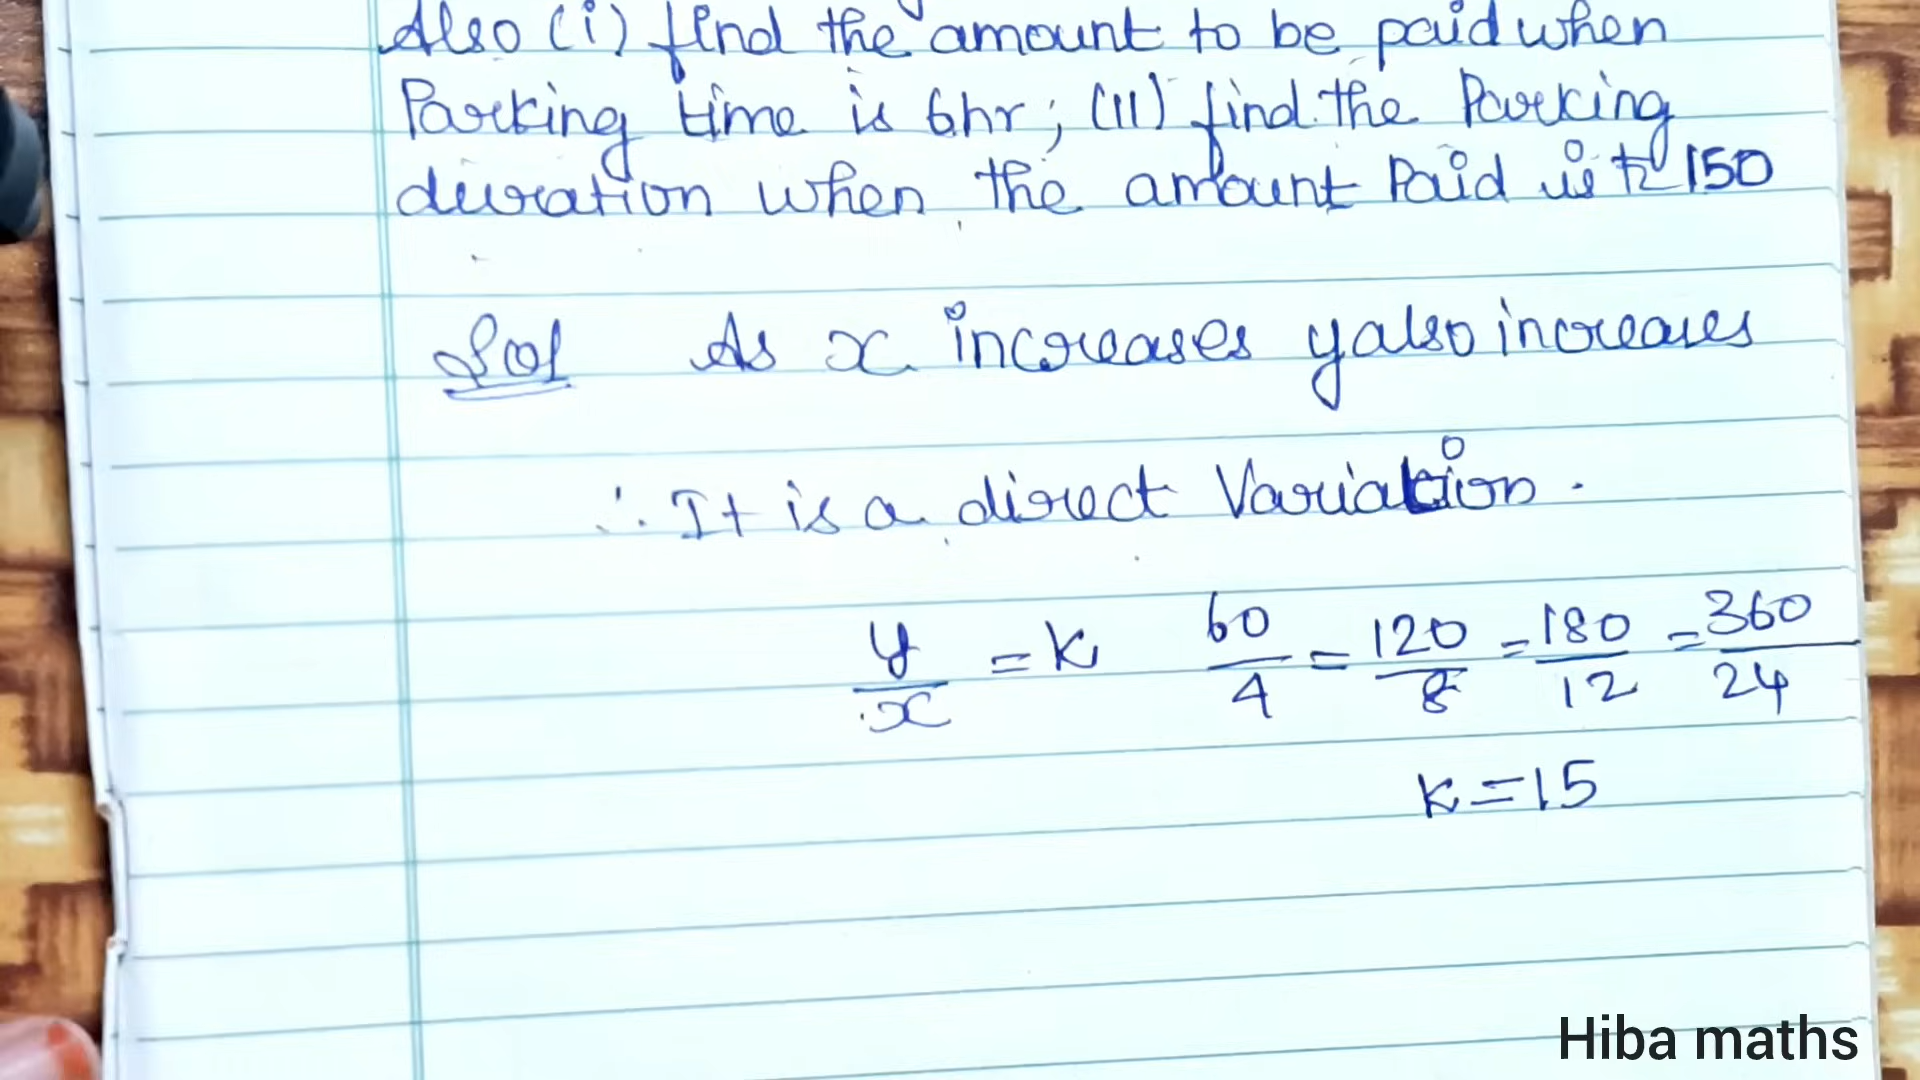 Also (i) find the amount to be paid when
Parking time is 6hr; (II) find the Parking
duration when the amount Paid is ₹150
Sol As x increases y also increases
∴ It is a direct Variation.
y/x = k 60/4 = 120/8 = 180/12 = 360/24
k = 15
Hiba maths